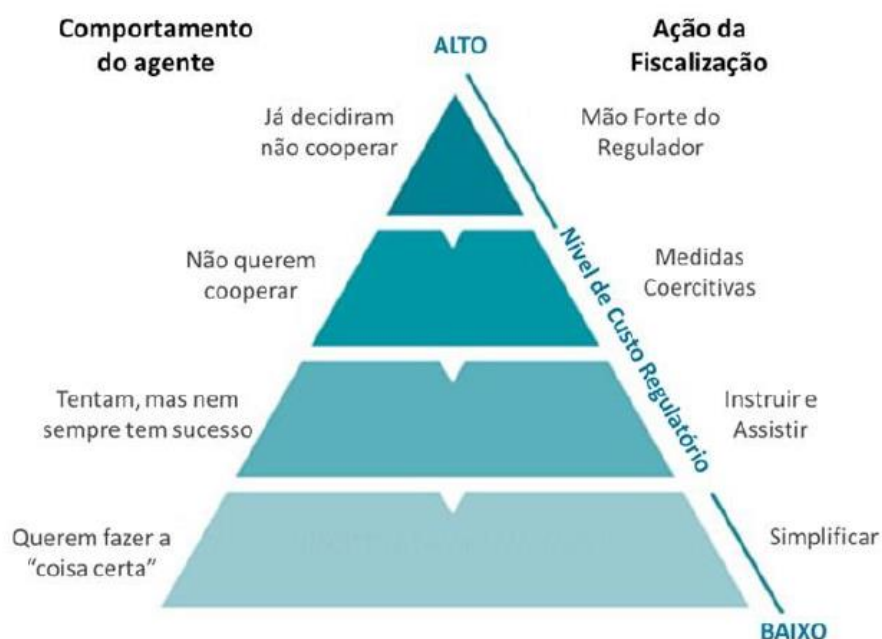 Comportamento
do agente
ALTO
Ação da
Fiscalização
Já decidiram
não cooperar
Mão Forte do
Regulador
Não querem
cooperar
Medidas
Coercitivas
Nível de Custo Regulatório
Tentam, mas nem
sempre tem sucesso
Instruir e
Assistir
Querem fazer a
“coisa certa”
Simplificar
BAIXO